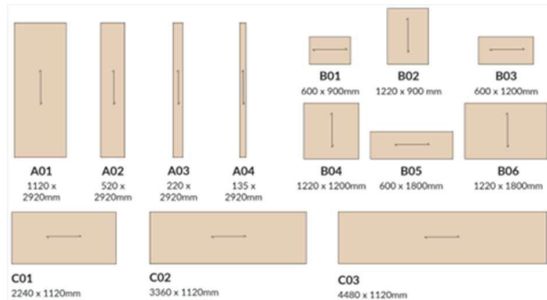 B01
600 x 900mm
B02
1220 x 900 mm
B03
600 x 1200mm
A01
1120 x
2920mm
A02
520 x
2920mm
A03
220 x
2920mm
A04
135 x
2920mm
B04
1220 x 1200mm
B05
600 x 1800mm
B06
1220 x 1800mm
C01
2240 x 1120mm
C02
3360 x 1120mm
C03
4480 x 1120mm